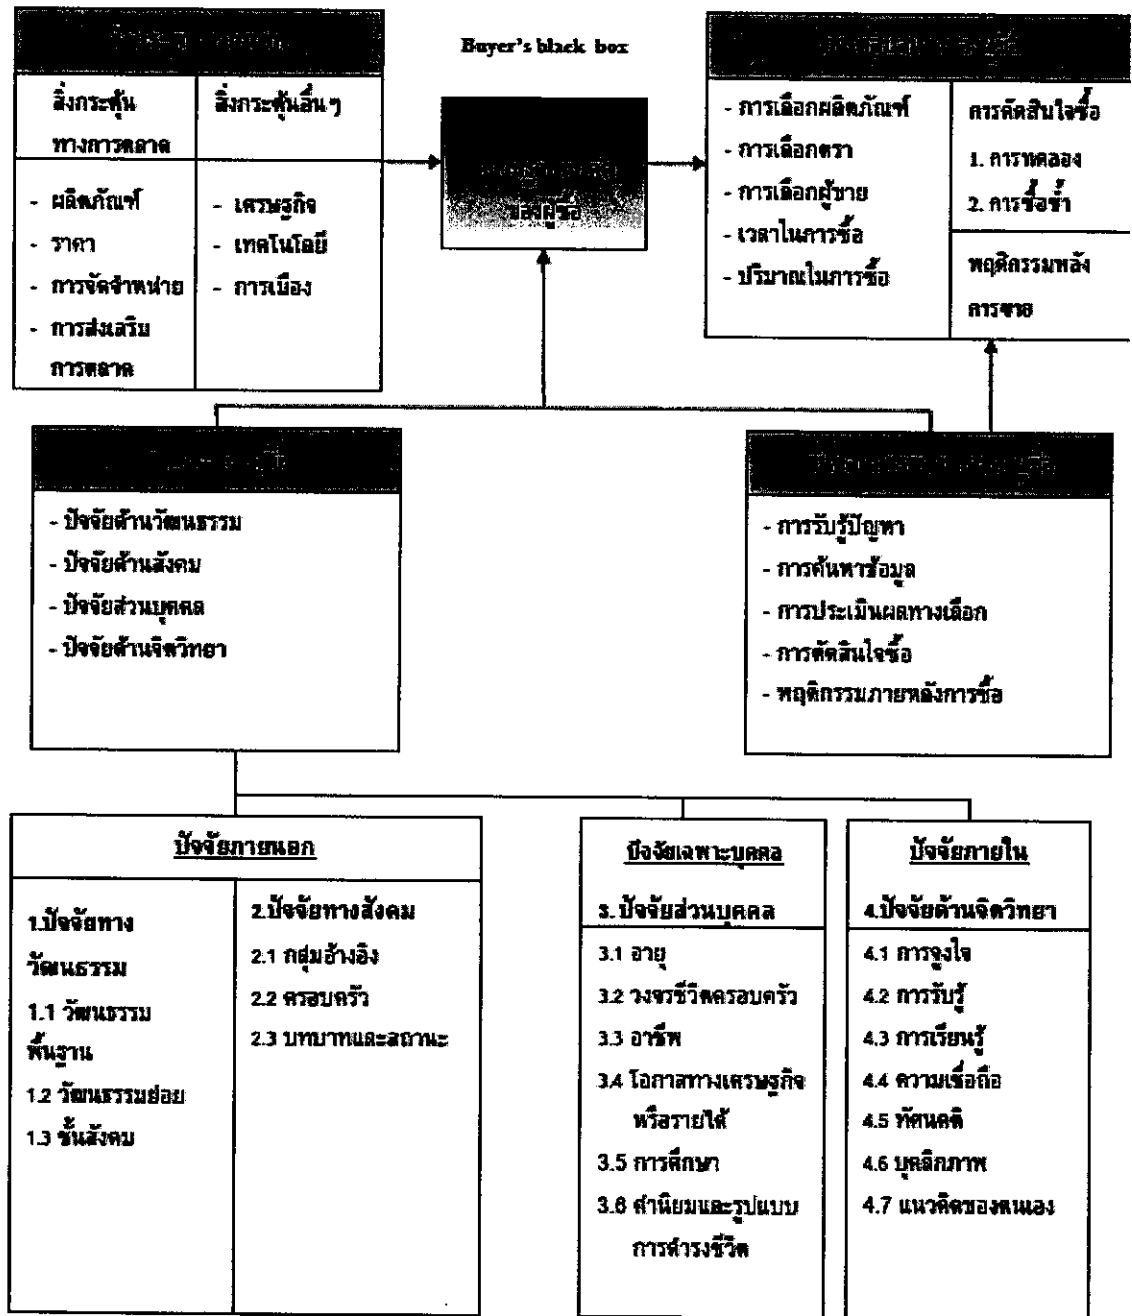 Buyer's black box
สิ่งกระตุ้น
ทางการตลาด
สิ่งกระตุ้นอื่นๆ
- ผลิตภัณฑ์
- ราคา
- การจัดจำหน่าย
- การส่งเสริม
การตลาด
- เศรษฐกิจ
- เทคโนโลยี
- การเมือง
ของผู้ซื้อ
- การเลือกผลิตภัณฑ์
- การเลือกตรา
- การเลือกผู้ขาย
- เวลาในการซื้อ
- ปริมาณในการซื้อ
การตัดสินใจซื้อ
1. การทดลอง
2. การซื้อซ้ำ
พฤติกรรมหลัง
การขาย
- ปัจจัยด้านวัฒนธรรม
- ปัจจัยด้านสังคม
- ปัจจัยส่วนบุคคล
- ปัจจัยด้านจิตวิทยา
- การรับรู้ปัญหา
- การค้นหาข้อมูล
- การประเมินผลทางเลือก
- การตัดสินใจซื้อ
- พฤติกรรมภายหลังการซื้อ
ปัจจัยภายนอก
1.ปัจจัยทาง
วัฒนธรรม
1.1 วัฒนธรรม
พื้นฐาน
1.2 วัฒนธรรมย่อย
1.3 ชั้นสังคม
2.ปัจจัยทางสังคม
2.1 กลุ่มอ้างอิง
2.2 ครอบครัว
2.3 บทบาทและสถานะ
ปัจจัยเฉพาะบุคคล
3. ปัจจัยส่วนบุคคล
3.1 อายุ
3.2 วงจรชีวิตครอบครัว
3.3 อาชีพ
3.4 โอกาสทางเศรษฐกิจ
หรือรายได้
3.5 การศึกษา
3.6 ค่านิยมและรูปแบบ
การดำรงชีวิต
ปัจจัยภายใน
4.ปัจจัยด้านจิตวิทยา
4.1 การจูงใจ
4.2 การรับรู้
4.3 การเรียนรู้
4.4 ความเชื่อถือ
4.5 ทัศนคติ
4.6 บุคลิกภาพ
4.7 แนวคิดของตนเอง